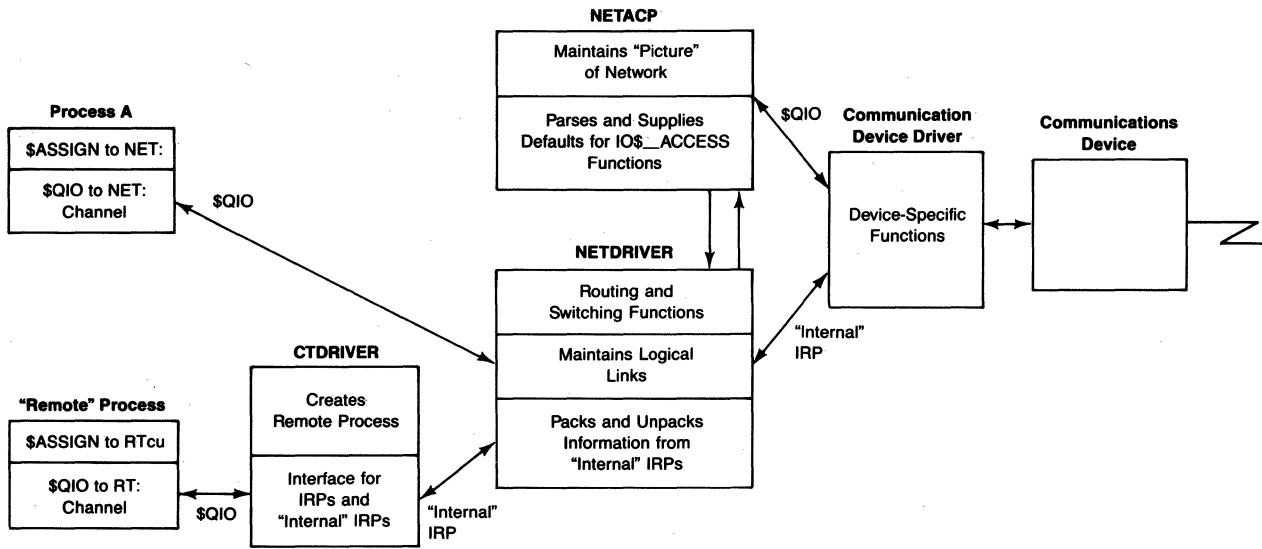 NETACP
Maintains “Picture”
of Network
Parses and Supplies
Defaults for IO$__ACCESS
Functions
Process A
$ASSIGN to NET:
$QIO to NET:
Channel
$QIO
$QIO
Communication
Device Driver
Device-Specific
Functions
Communications
Device
NETDRIVER
Routing and
Switching Functions
Maintains Logical
Links
Packs and Unpacks
Information from
“Internal” IRPs
“Internal”
IRP
CTDRIVER
Creates
Remote Process
Interface for
IRPs and
“Internal” IRPs
“Internal”
IRP
“Remote” Process
$ASSIGN to RTcu
$QIO to RT:
Channel
$QIO